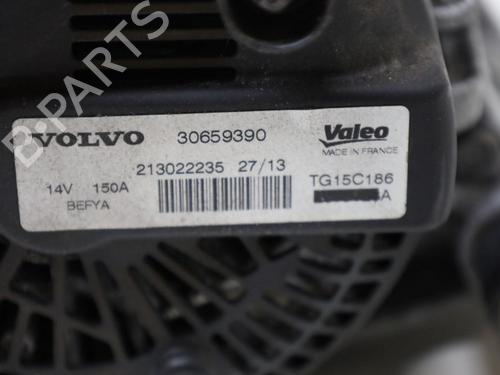 B-PARTS
VOLVO 30659390 Valeo
MADE IN FRANCE
213022235 27/13
14V 150A TG15C186
BEFYA A